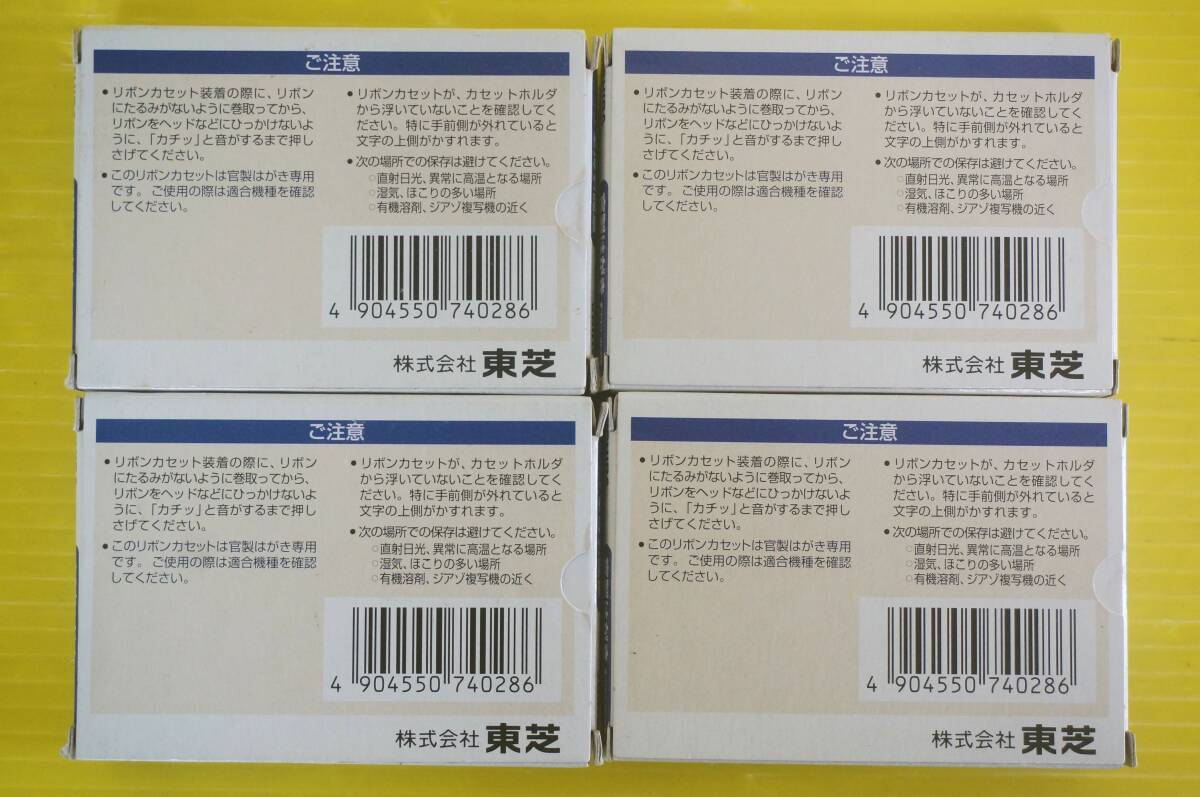 ご注意
●リボンカセット装着の際に、リボン
にたるみがないように巻取ってから、
リボンをヘッドなどにひっかけないよ
うに、「カチッ」と音がするまで押し
さげてください。
●このリボンカセットは官製はがき専用
です。ご使用の際は適合機種を確認
してください。
●リボンカセットが、カセットホルダ
から浮いていないことを確認してく
ださい。特に手前側が外れていると
文字の上側がかすれます。
●次の場所での保存は避けてください。
○直射日光、異常に高温となる場所
○湿気、ほこりの多い場所
○有機溶剤、ジアゾ複写機の近く
4 904550 740286
株式会社 東芝
ご注意
●リボンカセット装着の際に、リボン
にたるみがないように巻取ってから、
リボンをヘッドなどにひっかけないよ
うに、「カチッ」と音がするまで押し
さげてください。
●このリボンカセットは官製はがき専用
です。ご使用の際は適合機種を確認
してください。
●リボンカセットが、カセットホルダ
から浮いていないことを確認してく
ださい。特に手前側が外れていると
文字の上側がかすれます。
●次の場所での保存は避けてください。
○直射日光、異常に高温となる場所
○湿気、ほこりの多い場所
○有機溶剤、ジアゾ複写機の近く
4 904550 740286
株式会社 東芝
ご注意
●リボンカセット装着の際に、リボン
にたるみがないように巻取ってから、
リボンをヘッドなどにひっかけないよ
うに、「カチッ」と音がするまで押し
さげてください。
●このリボンカセットは官製はがき専用
です。ご使用の際は適合機種を確認
してください。
●リボンカセットが、カセットホルダ
から浮いていないことを確認してく
ださい。特に手前側が外れていると
文字の上側がかすれます。
●次の場所での保存は避けてください。
○直射日光、異常に高温となる場所
○湿気、ほこりの多い場所
○有機溶剤、ジアゾ複写機の近く
4 904550 740286
株式会社 東芝
ご注意
●リボンカセット装着の際に、リボン
にたるみがないように巻取ってから、
リボンをヘッドなどにひっかけないよ
うに、「カチッ」と音がするまで押し
さげてください。
●このリボンカセットは官製はがき専用
です。ご使用の際は適合機種を確認
してください。
●リボンカセットが、カセットホルダ
から浮いていないことを確認してく
ださい。特に手前側が外れていると
文字の上側がかすれます。
●次の場所での保存は避けてください。
○直射日光、異常に高温となる場所
○湿気、ほこりの多い場所
○有機溶剤、ジアゾ複写機の近く
4 904550 740286
株式会社 東芝